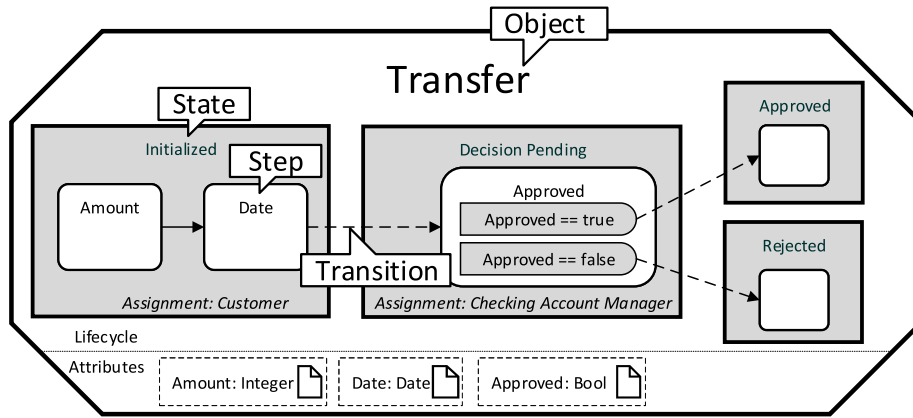 Object
Transfer
State
Initialized
Step
Amount
Date
Transition
Assignment: Customer
Decision Pending
Approved
Approved == true
Approved == false
Assignment: Checking Account Manager
Approved
Rejected
Lifecycle
Attributes
Amount: Integer
Date: Date
Approved: Bool